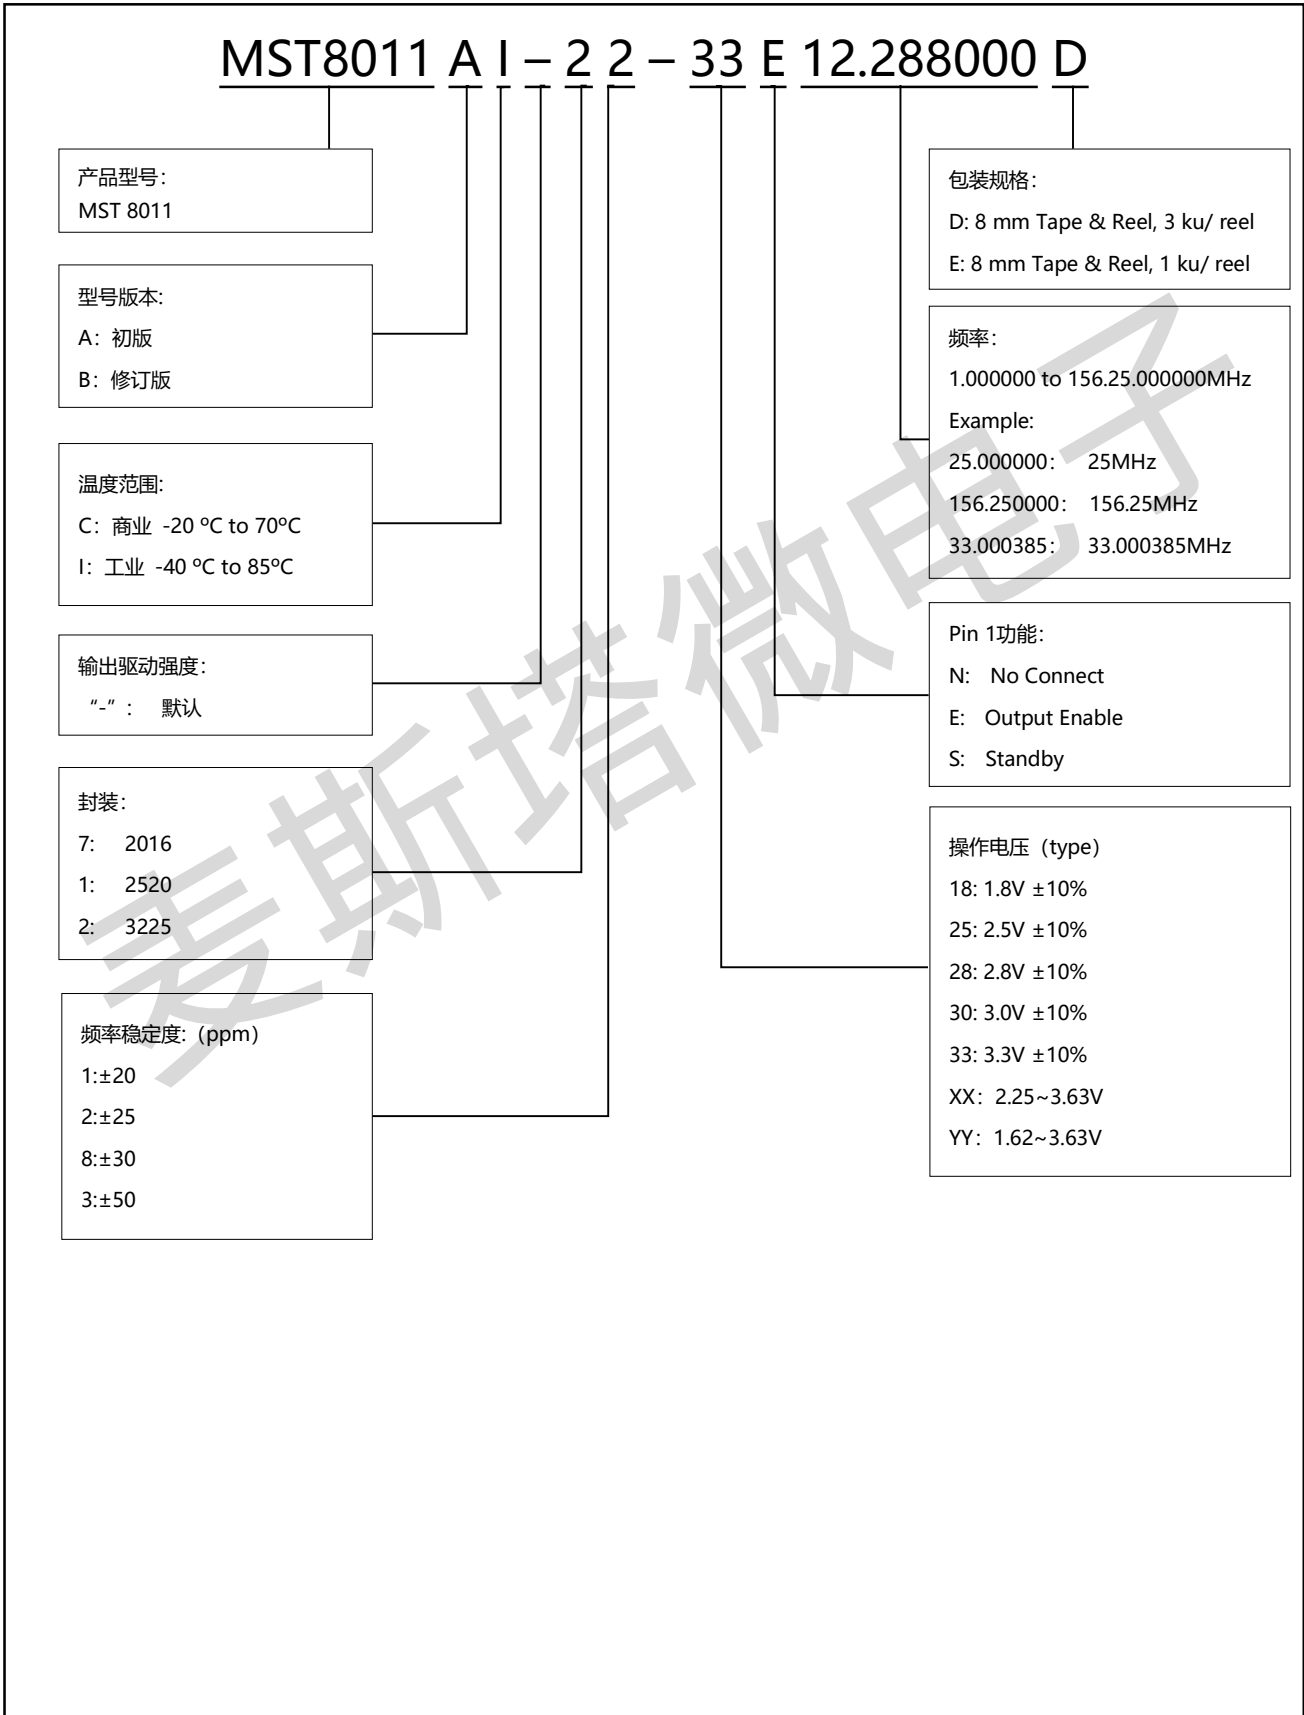 MST8011 A I – 2 2 – 33 E 12.288000 D
产品型号：
MST 8011
型号版本:
A：初版
B：修订版
温度范围:
C：商业 -20 ºC to 70ºC
I：工业 -40 ºC to 85ºC
输出驱动强度：
“-”： 默认
封装：
7: 2016
1: 2520
2: 3225
频率稳定度:（ppm）
1:±20
2:±25
8:±30
3:±50
包装规格：
D: 8 mm Tape & Reel, 3 ku/ reel
E: 8 mm Tape & Reel, 1 ku/ reel
频率：
1.000000 to 156.25.000000MHz
Example:
25.000000： 25MHz
156.250000： 156.25MHz
33.000385： 33.000385MHz
Pin 1功能：
N: No Connect
E: Output Enable
S: Standby
操作电压（type）
18: 1.8V ±10%
25: 2.5V ±10%
28: 2.8V ±10%
30: 3.0V ±10%
33: 3.3V ±10%
XX：2.25~3.63V
YY：1.62~3.63V
麦斯塔微电子